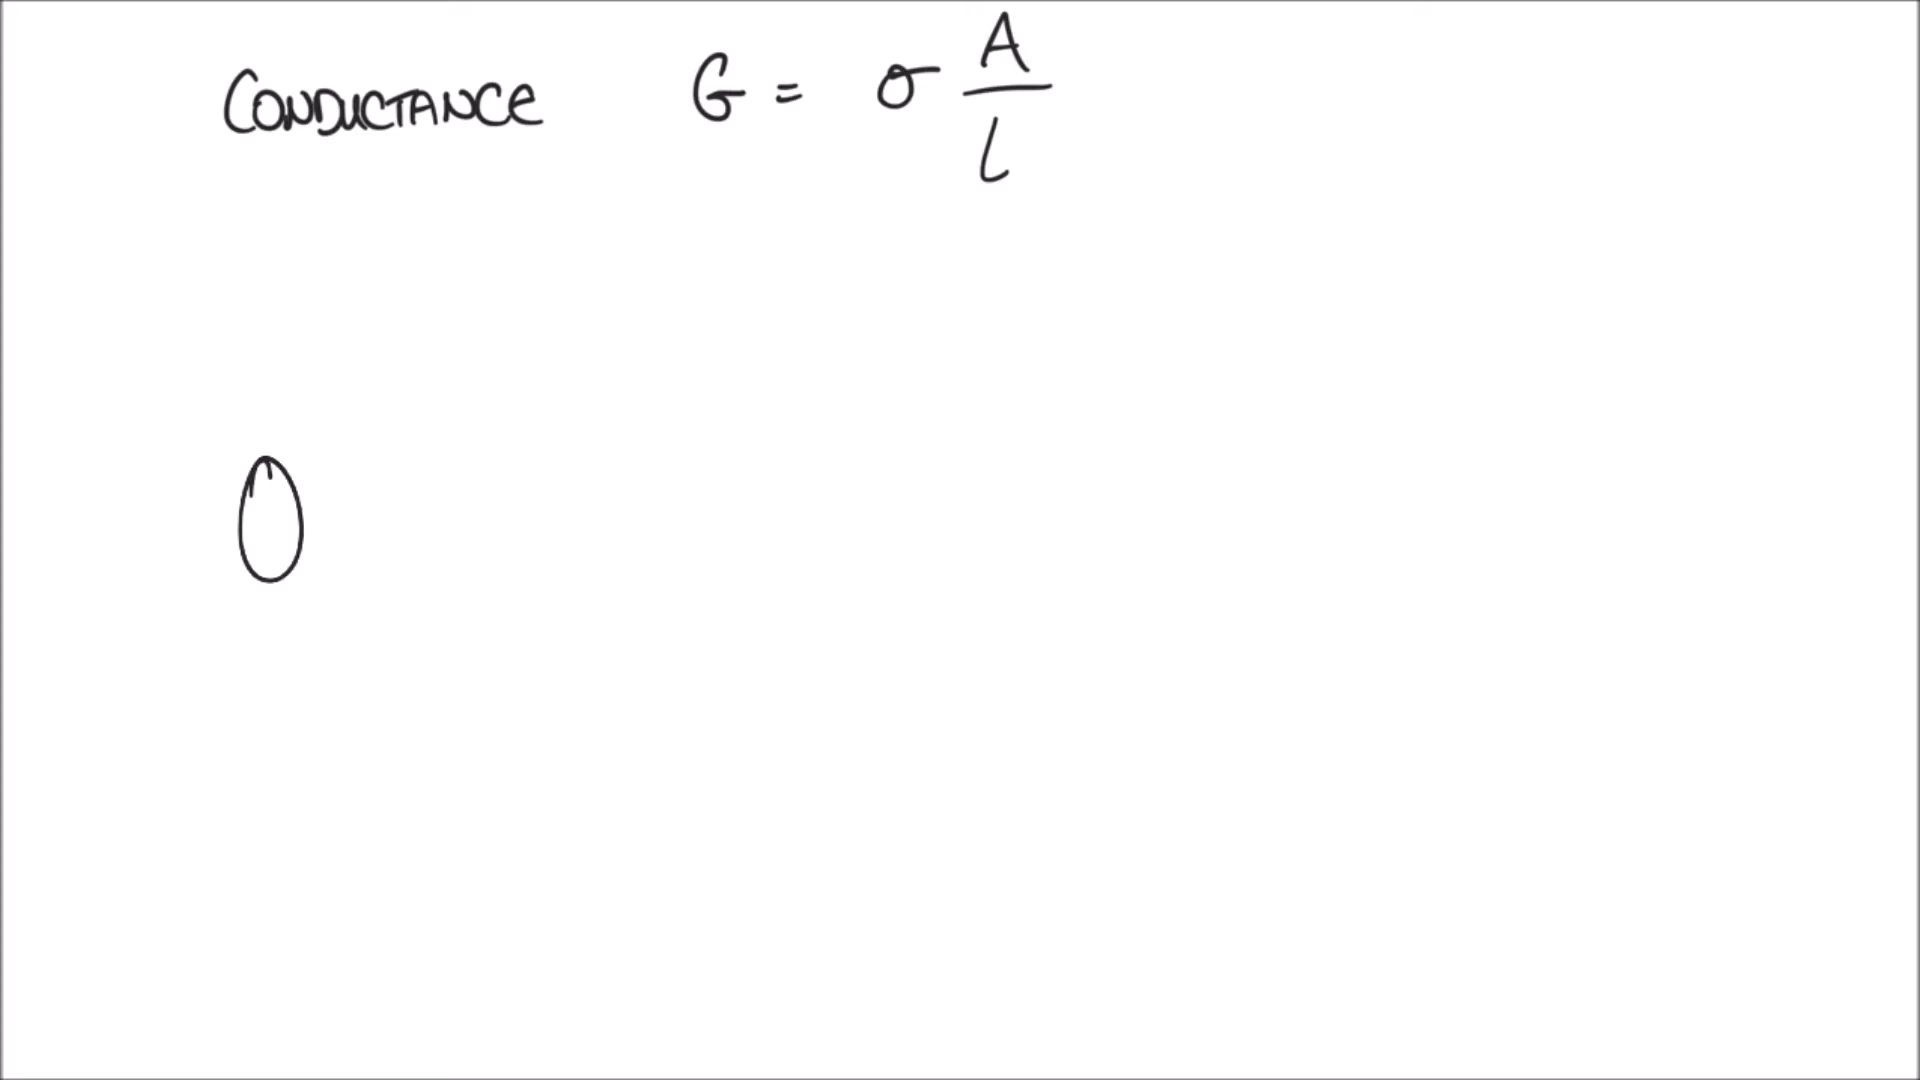 CONDUCTANCE G = σ A/L